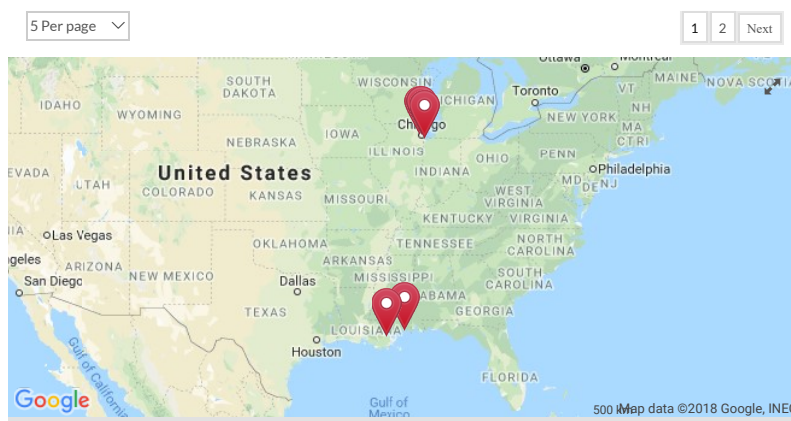 5 Per page
1 2 Next
Ottawa
Montreal
MAINE
NOVA SCOTIA
SOUTH
DAKOTA
WISCONSIN
MICHIGAN
Toronto
VT
NH
IDAHO
WYOMING
NEW YORK
MA
CT RI
IOWA
Chicago
NEBRASKA
ILLINOIS
INDIANA
OHIO
PENN
Philadelphia
MD
DE NJ
NEVADA
UTAH
United States
COLORADO
KANSAS
MISSOURI
WEST
VIRGINIA
KENTUCKY
VIRGINIA
Las Vegas
OKLAHOMA
TENNESSEE
NORTH
CAROLINA
ARKANSAS
geles
ARIZONA
NEW MEXICO
MISSISSIPPI
SOUTH
CAROLINA
San Diego
Dallas
ALABAMA
GEORGIA
TEXAS
LOUISIANA
Houston
Gulf of California
FLORIDA
Gulf of
Mexico
Google
500 km
Map data ©2018 Google, INEG